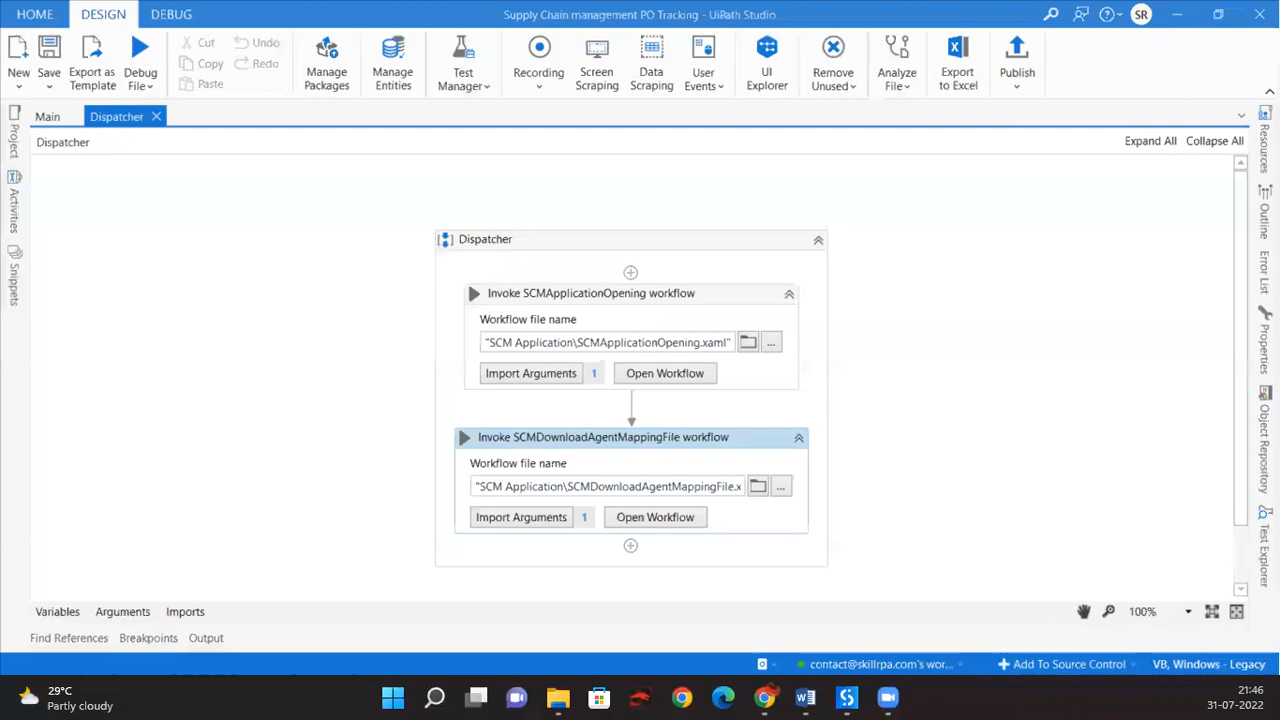 HOME DESIGN DEBUG Supply Chain management PO Tracking - UiPath Studio SR
New Save Export as Template Debug File Cut Copy Paste Undo Redo Manage Packages Manage Entities Test Manager Recording Screen Scraping Data Scraping User Events UI Explorer Remove Unused Analyze File Export to Excel Publish
Main Dispatcher
Dispatcher Expand All Collapse All
Project
Activities
Snippets
Dispatcher
Invoke SCMApplicationOpening workflow
Workflow file name
"SCM Application\SCMApplicationOpening.xaml" ...
Import Arguments 1 Open Workflow
Invoke SCMDownloadAgentMappingFile workflow
Workflow file name
"SCM Application\SCMDownloadAgentMappingFile.x ...
Import Arguments 1 Open Workflow
Resources
Outline
Error List
Properties
Object Repository
Test Explorer
Variables Arguments Imports 100%
Find References Breakpoints Output
contact@skillrpa.com's wor... Add To Source Control VB, Windows - Legacy
29°C
Partly cloudy
21:46
31-07-2022